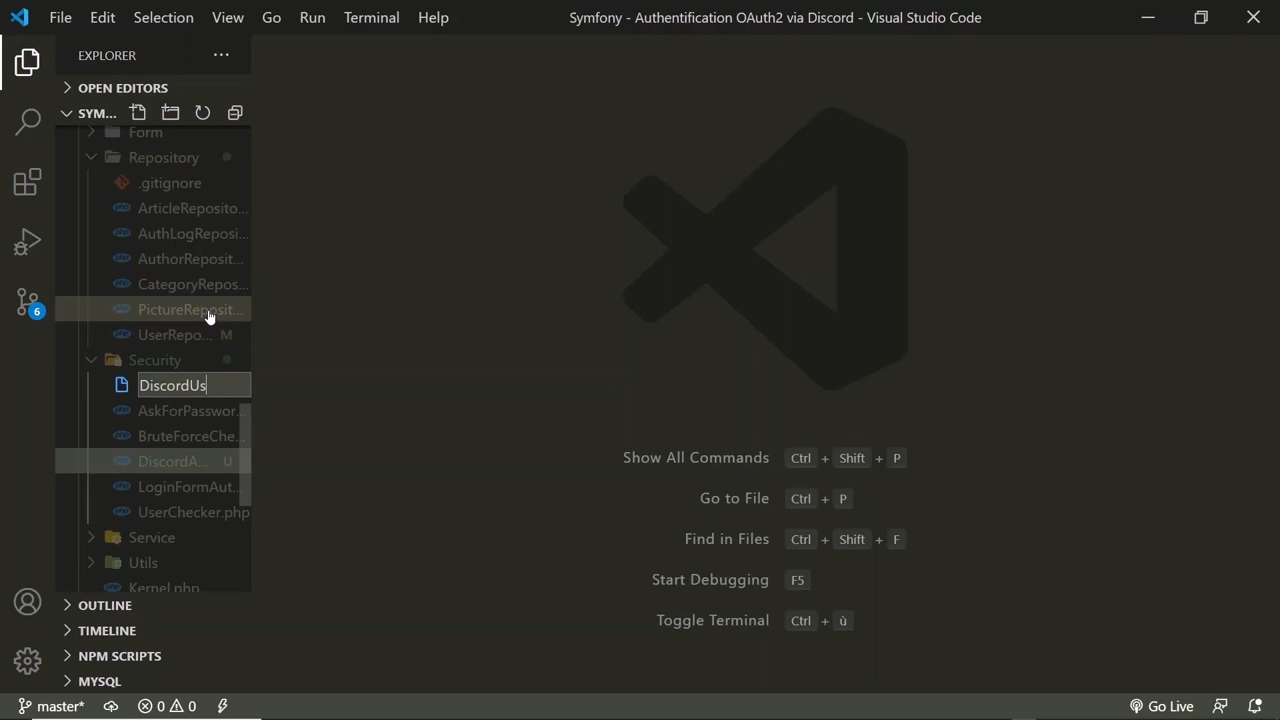 File Edit Selection View Go Run Terminal Help
Symfony - Authentification OAuth2 via Discord - Visual Studio Code
EXPLORER
OPEN EDITORS
SYM...
Form
Repository
.gitignore
ArticleReposito...
AuthLogReposi...
AuthorReposit...
CategoryRepos...
PictureReposit...
UserRepo... M
Security
DiscordUs
AskForPasswor...
BruteForceChe...
DiscordA... U
LoginFormAut...
UserChecker.php
Service
Utils
Kernel.php
OUTLINE
TIMELINE
NPM SCRIPTS
MYSQL
6
Show All Commands Ctrl + Shift + P
Go to File Ctrl + P
Find in Files Ctrl + Shift + F
Start Debugging F5
Toggle Terminal Ctrl + ù
master* 0 0 Go Live